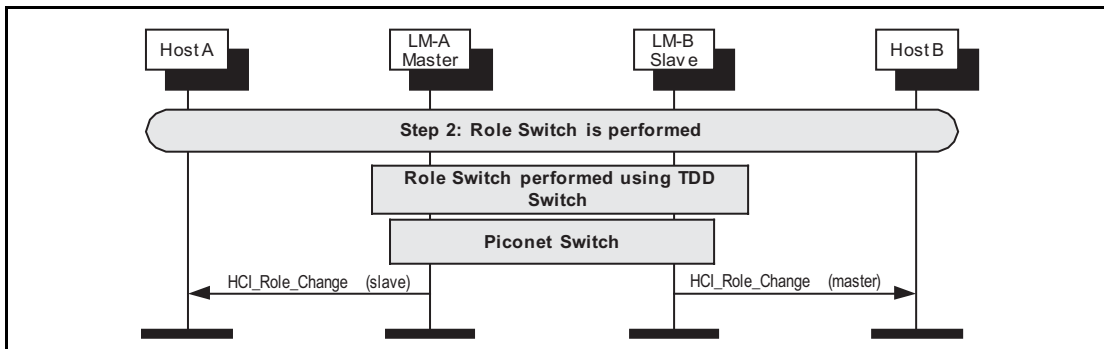 Host A
LM-A
Master
LM-B
Slave
Host B
Step 2: Role Switch is performed
Role Switch performed using TDD
Switch
Piconet Switch
HCI_Role_Change (slave)
HCI_Role_Change (master)